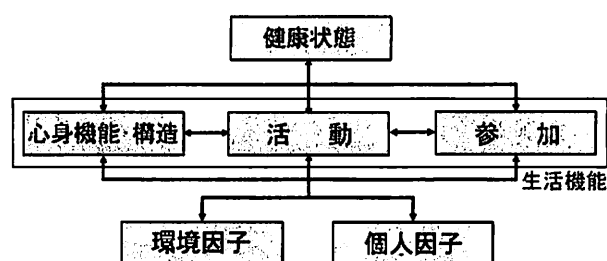 健康状態
心身機能・構造 活動 参加
生活機能
環境因子 個人因子